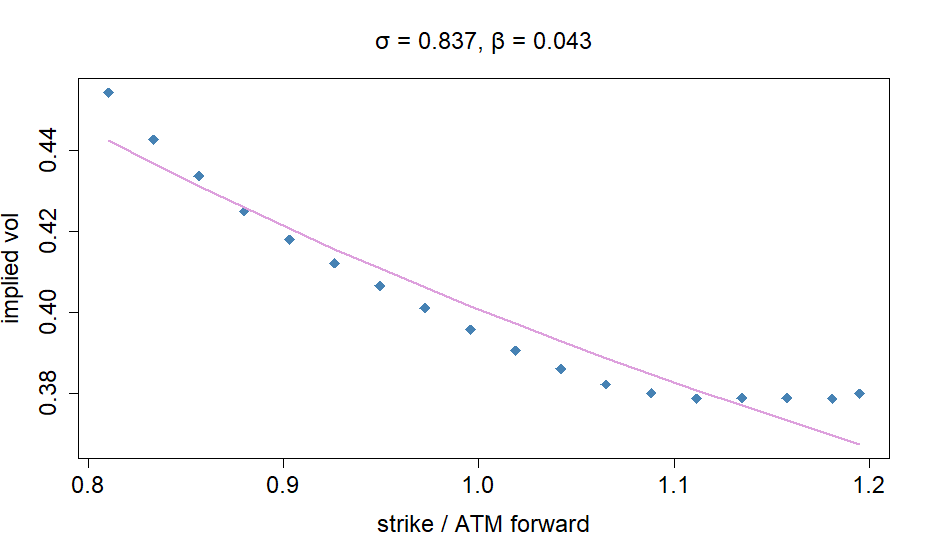 σ = 0.837, β = 0.043
implied vol
0.44
0.42
0.40
0.38
0.8 0.9 1.0 1.1 1.2
strike / ATM forward